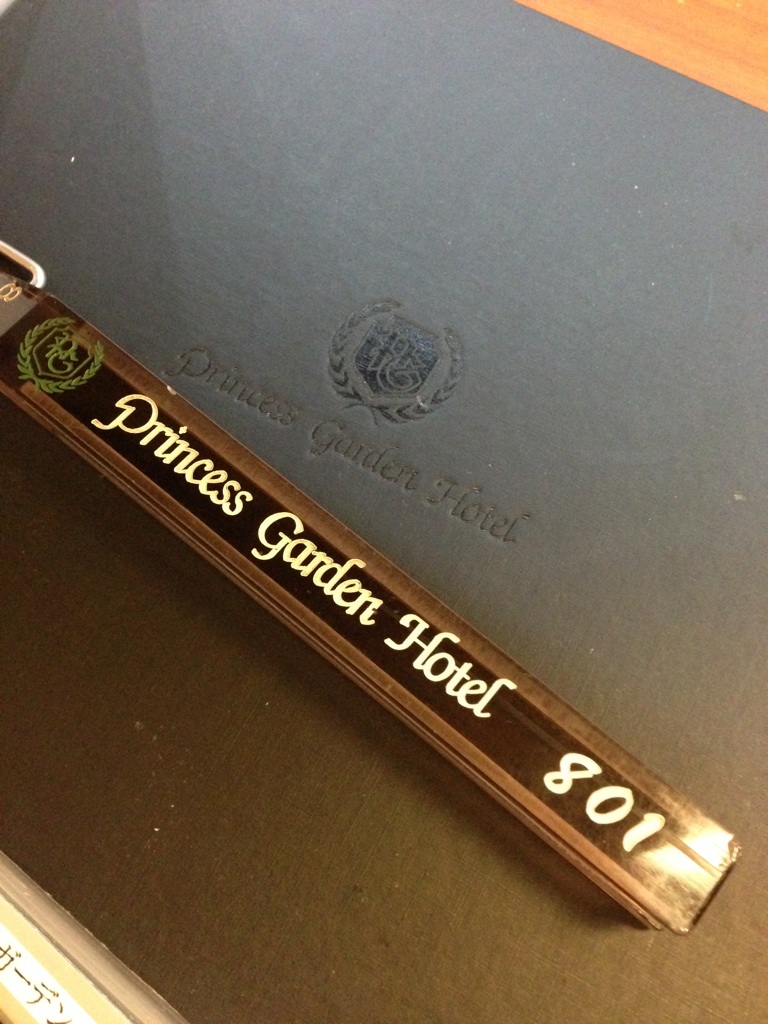 Princess Garden Hotel
Princess Garden Hotel 801
ガーデン